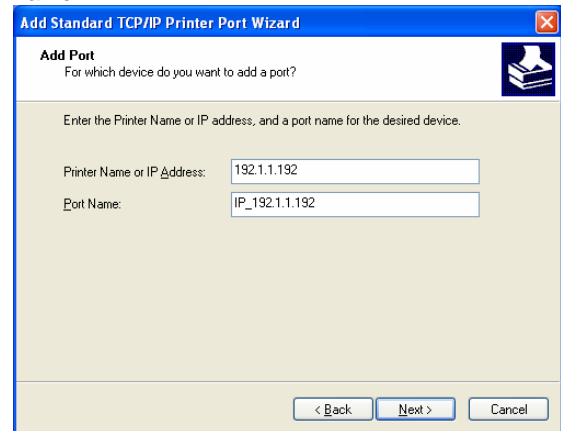 Add Standard TCP/IP Printer Port Wizard
Add Port
For which device do you want to add a port?
Enter the Printer Name or IP address, and a port name for the desired device.
Printer Name or IP Address: 192.1.1.192
Port Name: IP_192.1.1.192
< Back Next > Cancel